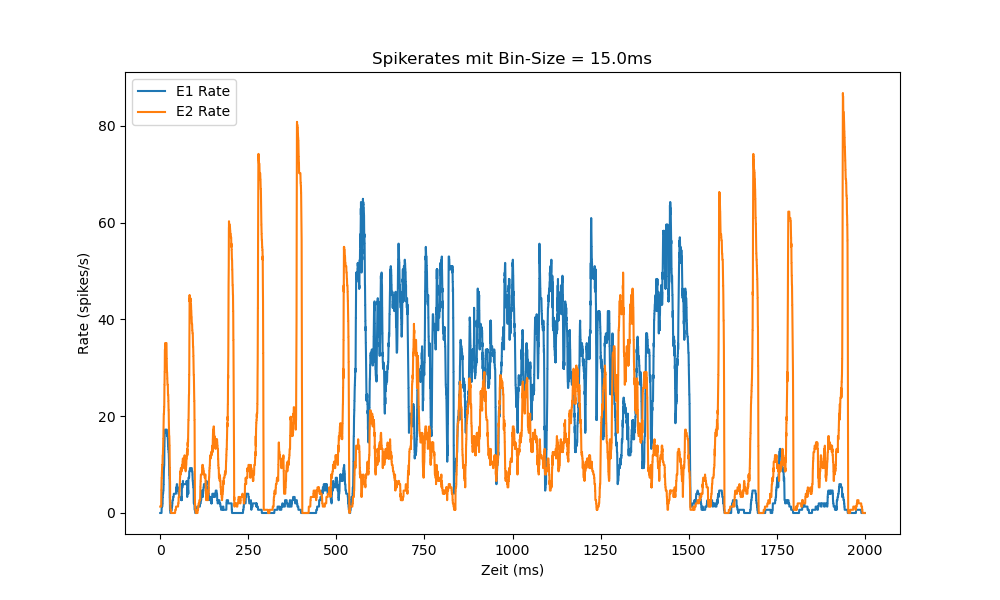 Spikerates mit Bin-Size = 15.0ms
E1 Rate
E2 Rate
Rate (spikes/s)
80
60
40
20
0
0 250 500 750 1000 1250 1500 1750 2000
Zeit (ms)